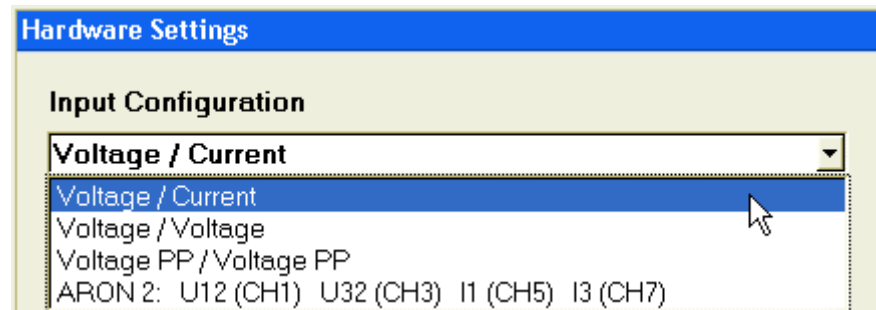 Hardware Settings
Input Configuration
Voltage / Current
Voltage / Current
Voltage / Voltage
Voltage PP / Voltage PP
ARON 2: U12 (CH1) U32 (CH3) I1 (CH5) I3 (CH7)